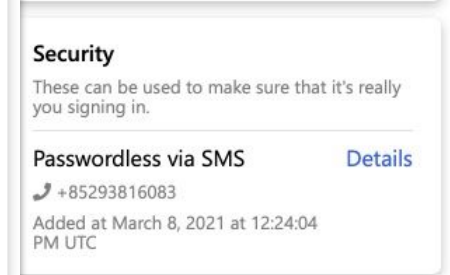 Security
These can be used to make sure that it's really
you signing in.
Passwordless via SMS Details
+85293816083
Added at March 8, 2021 at 12:24:04
PM UTC